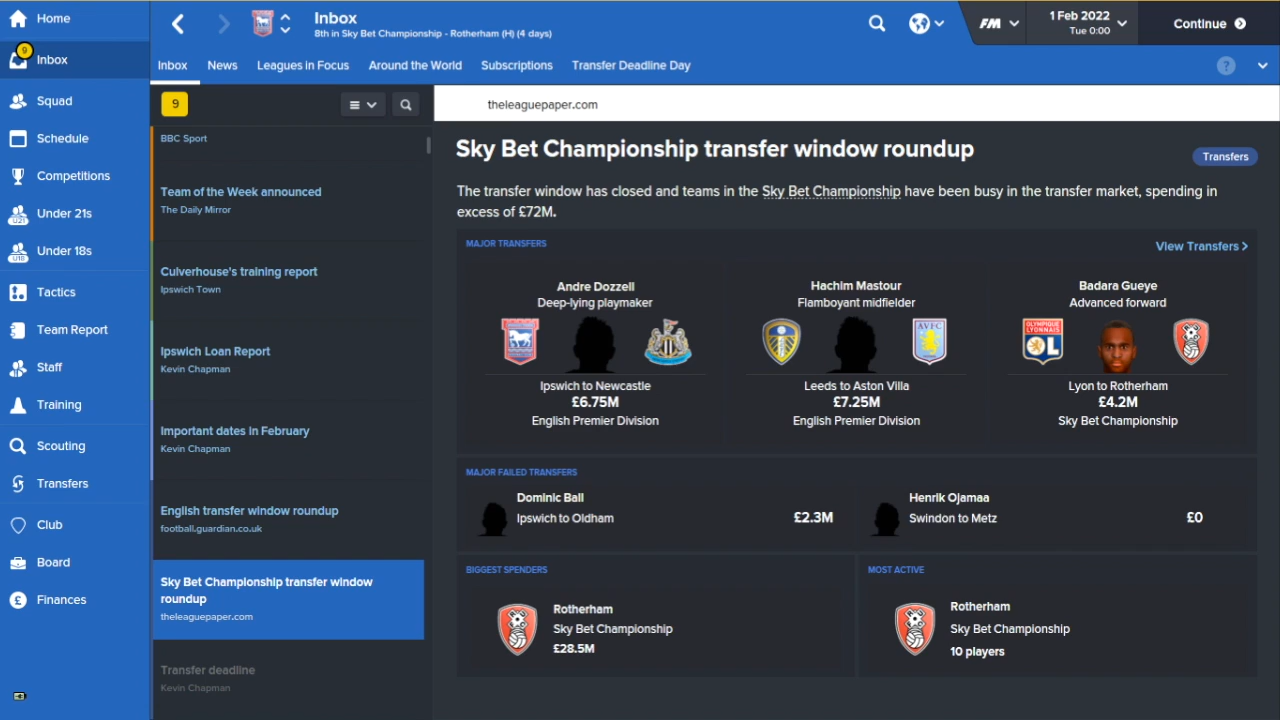 Home
9
Inbox
Squad
Schedule
Competitions
U21
Under 21s
U18
Under 18s
Tactics
Team Report
Staff
Training
Scouting
Transfers
Club
Board
£
Finances
Inbox
8th in Sky Bet Championship - Rotherham (H) (4 days)
FM
1 Feb 2022
Tue 0:00
Continue
Inbox
News
Leagues in Focus
Around the World
Subscriptions
Transfer Deadline Day
?
9
BBC Sport
Team of the Week announced
The Daily Mirror
Culverhouse's training report
Ipswich Town
Ipswich Loan Report
Kevin Chapman
Important dates in February
Kevin Chapman
English transfer window roundup
football.guardian.co.uk
Sky Bet Championship transfer window
roundup
theleaguepaper.com
Transfer deadline
Kevin Chapman
theleaguepaper.com
Sky Bet Championship transfer window roundup
Transfers
The transfer window has closed and teams in the Sky Bet Championship have been busy in the transfer market, spending in
excess of £72M.
MAJOR TRANSFERS
View Transfers
Andre Dozzell
Deep-lying playmaker
Ipswich to Newcastle
£6.75M
English Premier Division
Hachim Mastour
Flamboyant midfielder
AVFC
Leeds to Aston Villa
£7.25M
English Premier Division
Badara Gueye
Advanced forward
OLYMPIQUE
LYONNAIS
OL
Lyon to Rotherham
£4.2M
Sky Bet Championship
MAJOR FAILED TRANSFERS
Dominic Ball
Ipswich to Oldham
£2.3M
Henrik Ojamaa
Swindon to Metz
£0
BIGGEST SPENDERS
Rotherham
Sky Bet Championship
£28.5M
MOST ACTIVE
Rotherham
Sky Bet Championship
10 players